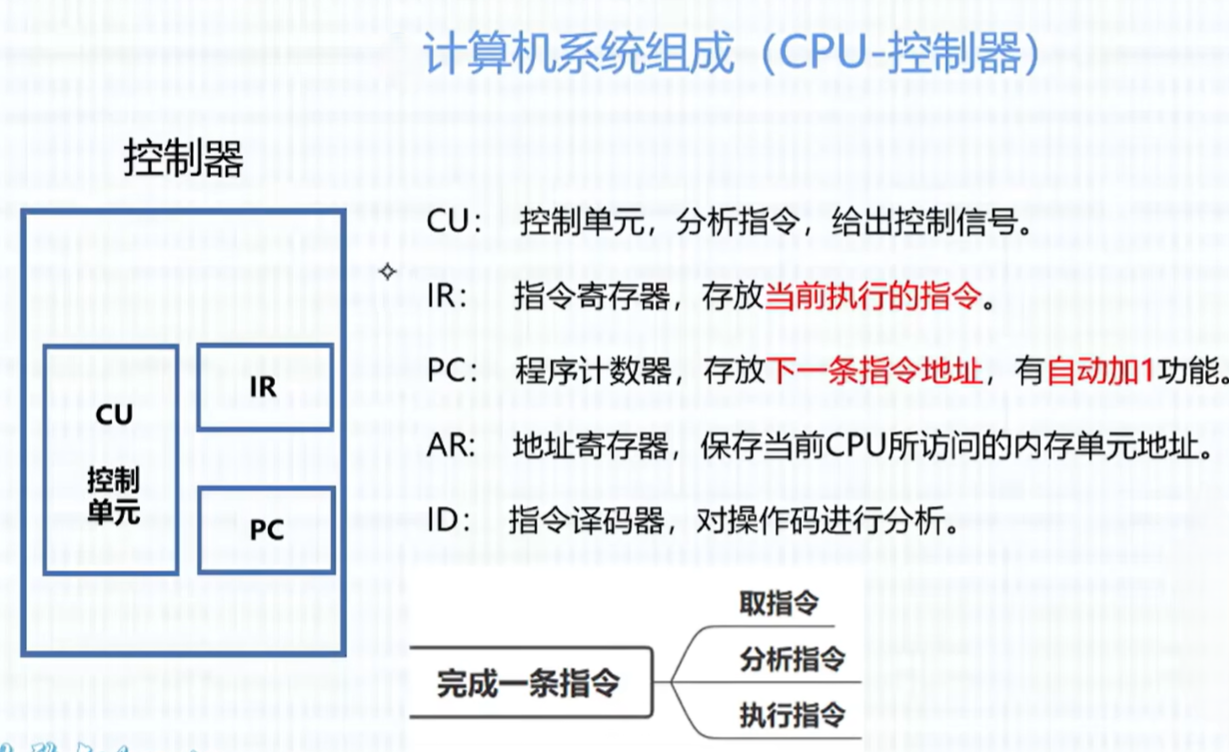 计算机系统组成（CPU-控制器）
控制器
CU
控制
单元
IR
PC
CU： 控制单元，分析指令，给出控制信号。
IR： 指令寄存器，存放当前执行的指令。
PC： 程序计数器，存放下一条指令地址，有自动加1功能。
AR: 地址寄存器，保存当前CPU所访问的内存单元地址。
ID： 指令译码器，对操作码进行分析。
完成一条指令
取指令
分析指令
执行指令